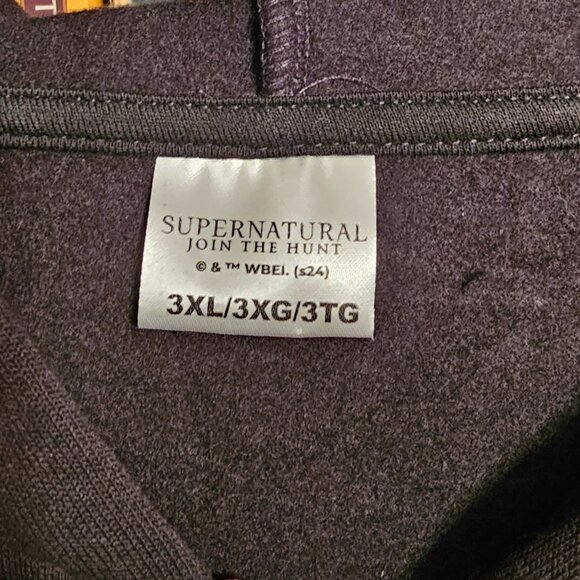 SUPERNATURAL
JOIN THE HUNT
© & ™ WBEI. (s24)
3XL/3XG/3TG